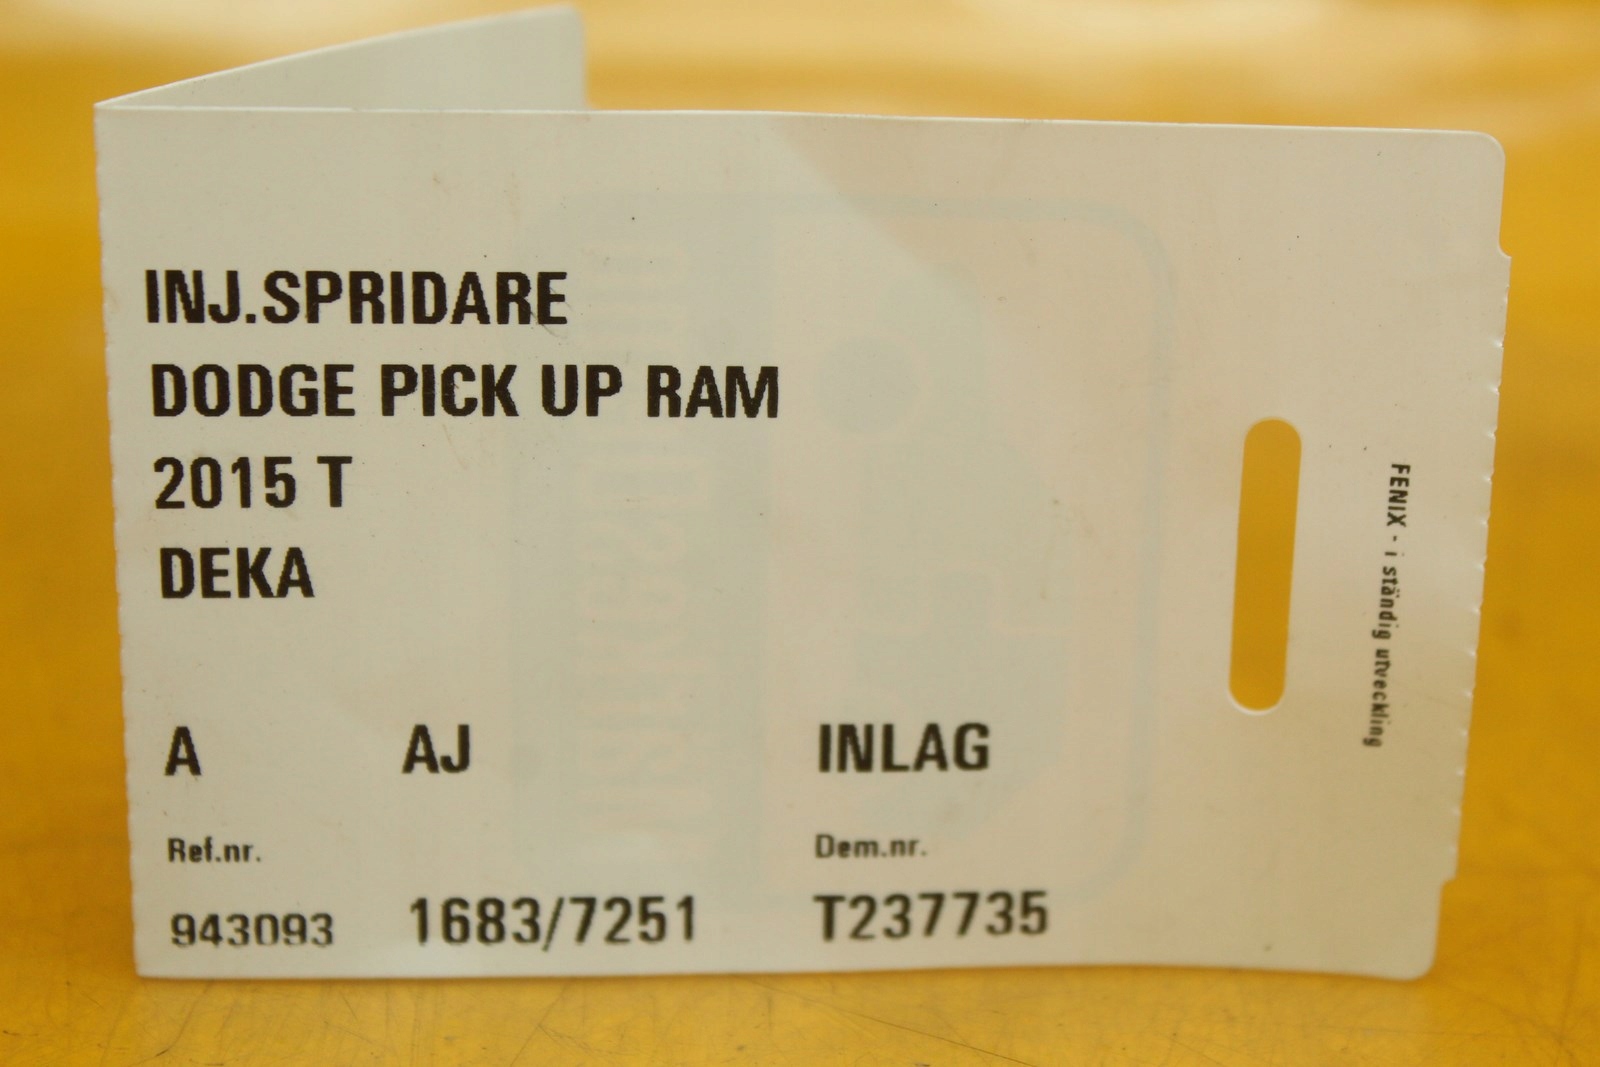 INJ.SPRIDARE
DODGE PICK UP RAM
2015 T
DEKA
A AJ INLAG
Ref.nr. Dem.nr.
943093 1683/7251 T237735
FENIX - i ständig utveckling